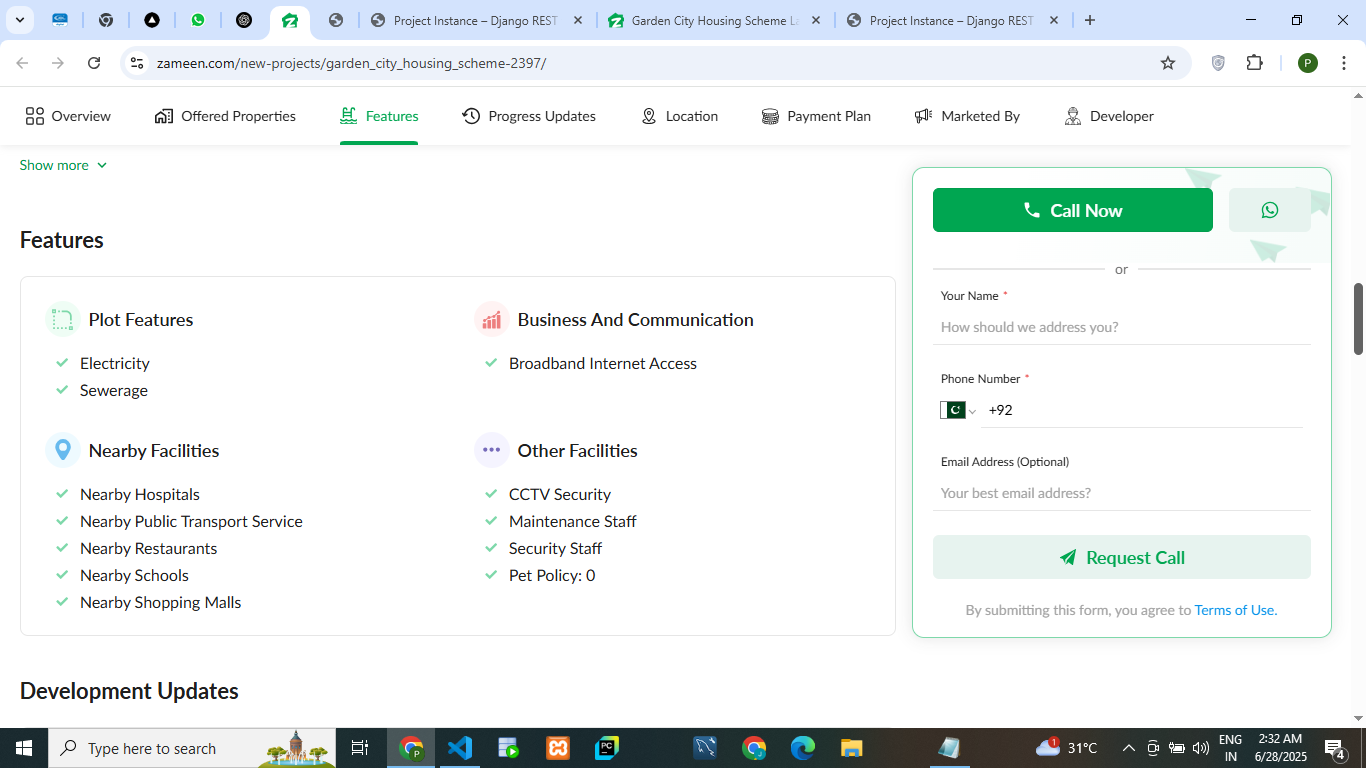 Project Instance – Django REST
Garden City Housing Scheme La
Project Instance – Django REST
zameen.com/new-projects/garden_city_housing_scheme-2397/
P
Overview
Offered Properties
Features
Progress Updates
Location
Payment Plan
Marketed By
Developer
Show more
Features
Plot Features
Electricity
Sewerage
Business And Communication
Broadband Internet Access
Nearby Facilities
Nearby Hospitals
Nearby Public Transport Service
Nearby Restaurants
Nearby Schools
Nearby Shopping Malls
Other Facilities
CCTV Security
Maintenance Staff
Security Staff
Pet Policy: 0
Development Updates
Call Now
or
Your Name *
How should we address you?
Phone Number *
+92
Email Address (Optional)
Your best email address?
Request Call
By submitting this form, you agree to Terms of Use.
Type here to search
P
PC
1
31°C
ENG
IN
2:32 AM
6/28/2025
4